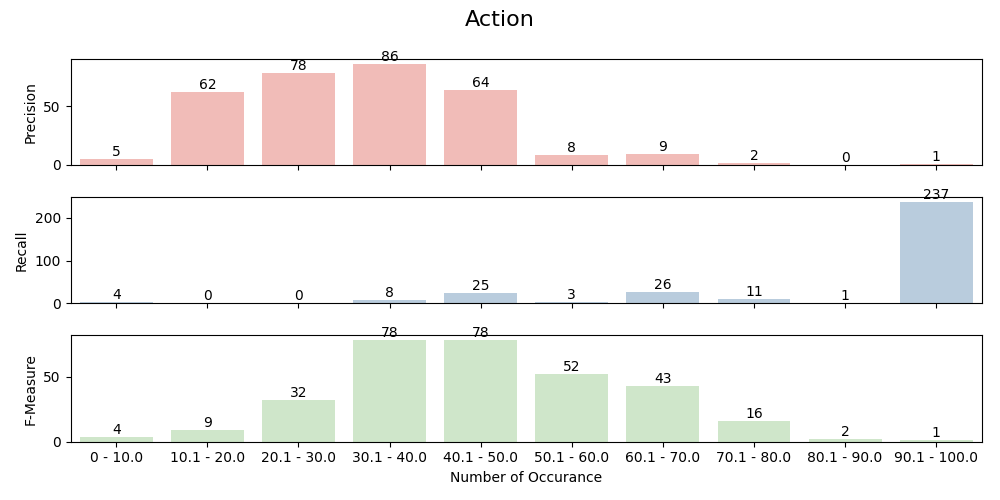 Action
Precision
50
0
5 62 78 86 64 8 9 2 0 1
Recall
200
100
0
4 0 0 8 25 3 26 11 1 237
F-Measure
50
0
4 9 32 78 78 52 43 16 2 1
0 - 10.0 10.1 - 20.0 20.1 - 30.0 30.1 - 40.0 40.1 - 50.0 50.1 - 60.0 60.1 - 70.0 70.1 - 80.0 80.1 - 90.0 90.1 - 100.0
Number of Occurance